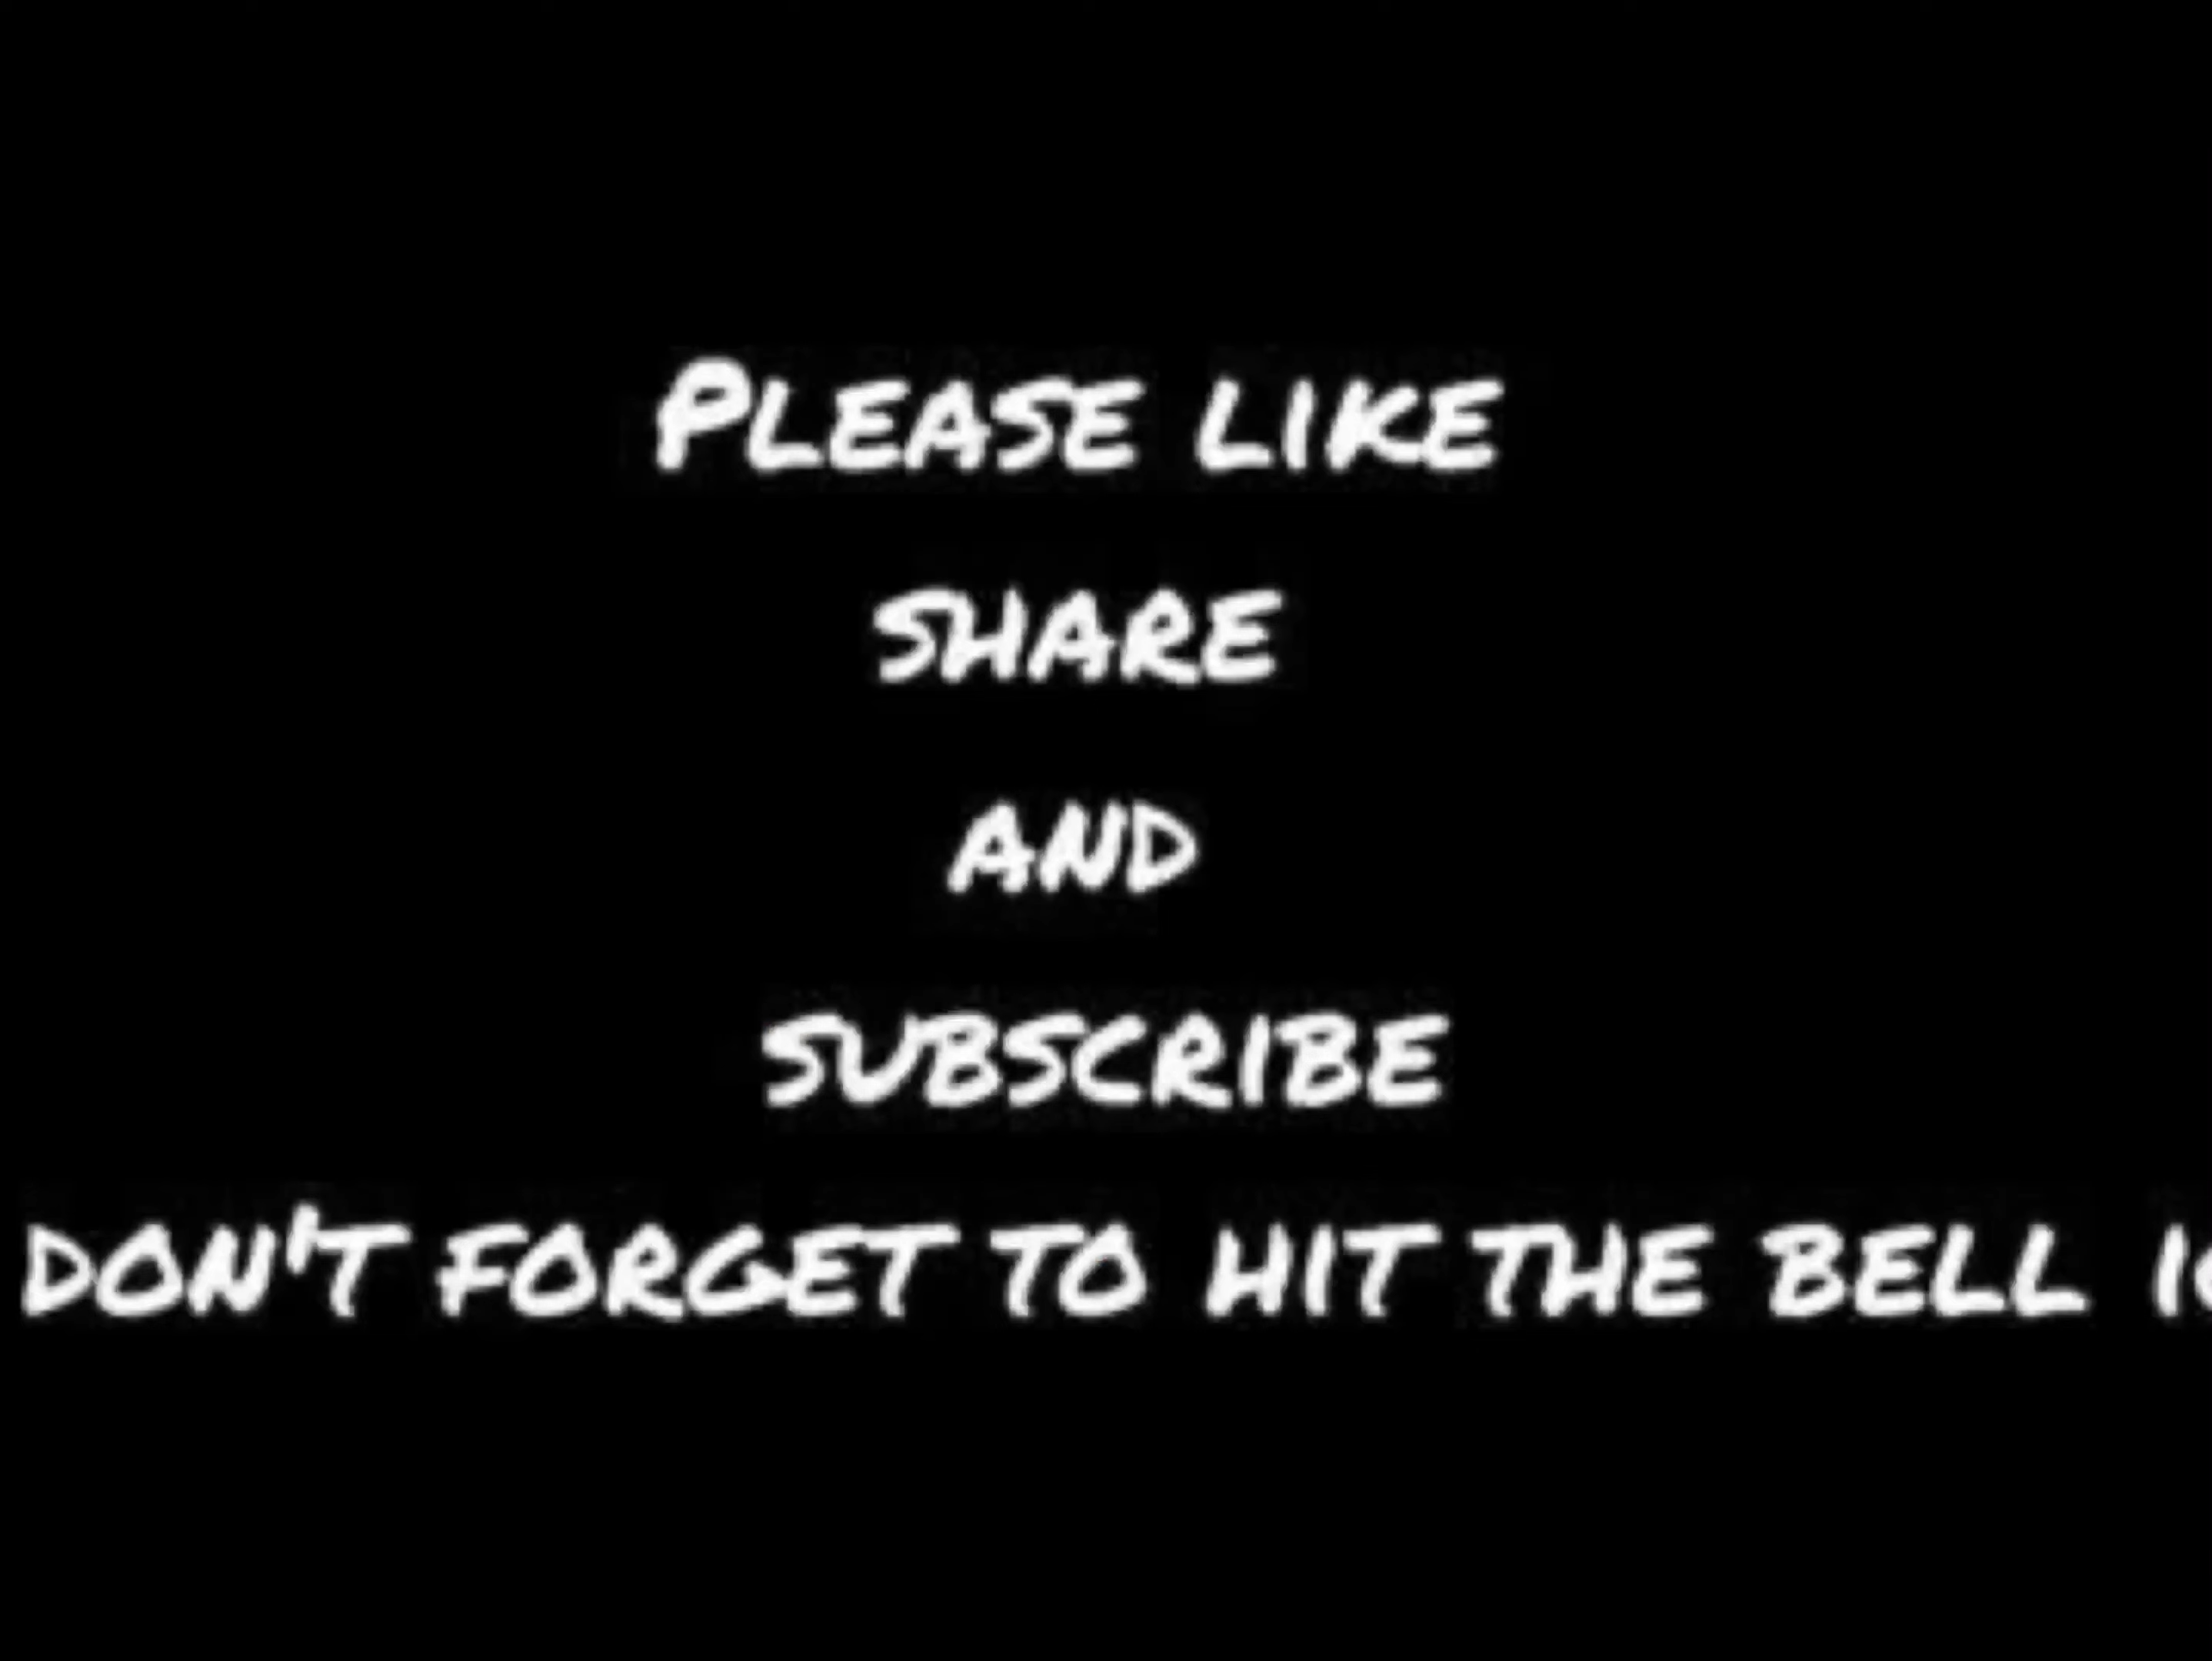 Please like
share
and
subscribe
don't forget to hit the bell